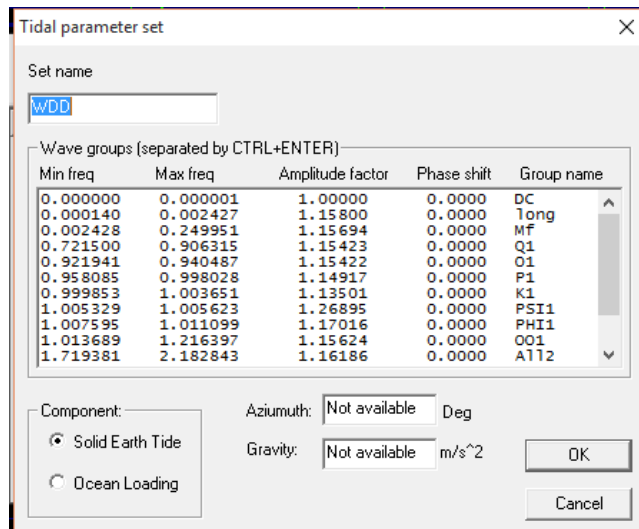 Tidal parameter set
Set name
WDD
Wave groups (separated by CTRL+ENTER)
Min freq Max freq Amplitude factor Phase shift Group name
0.000000 0.000001 1.00000 0.0000 DC
0.000140 0.002427 1.15800 0.0000 long
0.002428 0.249951 1.15694 0.0000 Mf
0.721500 0.906315 1.15423 0.0000 Q1
0.921941 0.940487 1.15422 0.0000 O1
0.958085 0.998028 1.14917 0.0000 P1
0.999853 1.003651 1.13501 0.0000 K1
1.005329 1.005623 1.26895 0.0000 PSI1
1.007595 1.011099 1.17016 0.0000 PHI1
1.013689 1.216397 1.15624 0.0000 OO1
1.719381 2.182843 1.16186 0.0000 All2
Component:
Solid Earth Tide
Ocean Loading
Aziumuth: Not available Deg
Gravity: Not available m/s^2
OK
Cancel